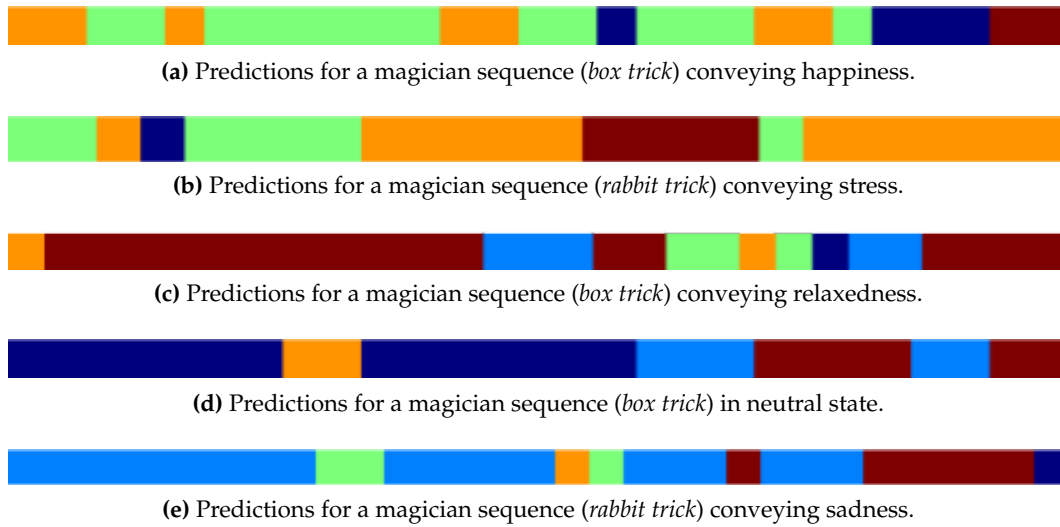 (a) Predictions for a magician sequence (box trick) conveying happiness.
(b) Predictions for a magician sequence (rabbit trick) conveying stress.
(c) Predictions for a magician sequence (box trick) conveying relaxedness.
(d) Predictions for a magician sequence (box trick) in neutral state.
(e) Predictions for a magician sequence (rabbit trick) conveying sadness.